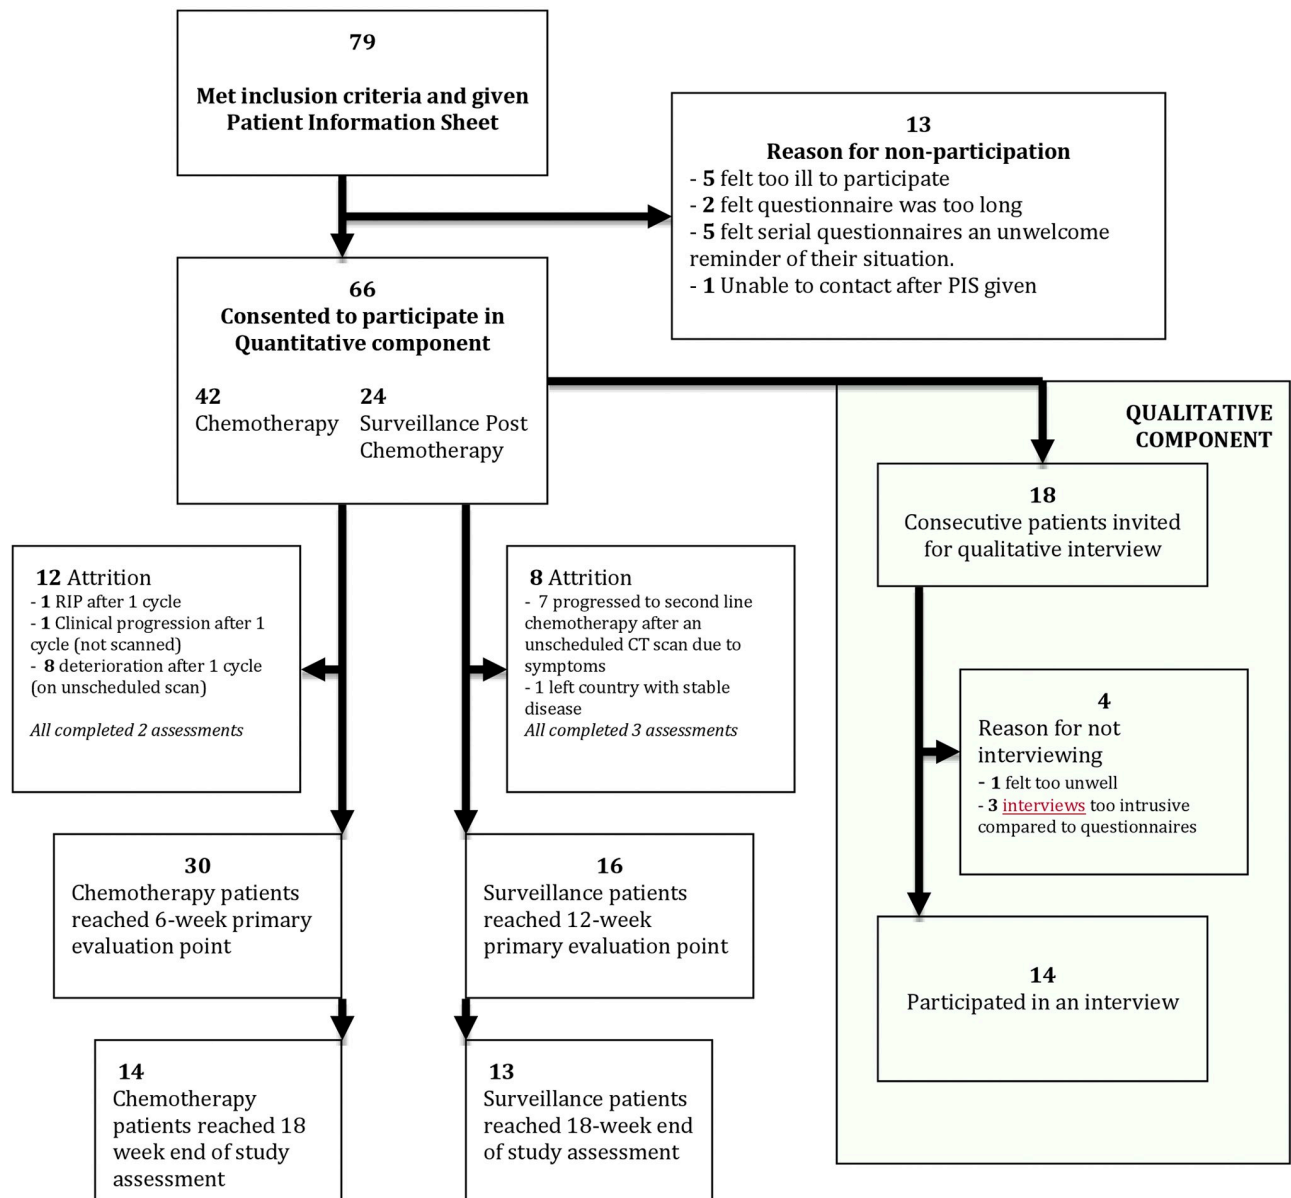 79
Met inclusion criteria and given
Patient Information Sheet
13
Reason for non-participation
- 5 felt too ill to participate
- 2 felt questionnaire was too long
- 5 felt serial questionnaires an unwelcome
reminder of their situation.
- 1 Unable to contact after PIS given
66
Consented to participate in
Quantitative component
42
Chemotherapy
24
Surveillance Post
Chemotherapy
QUALITATIVE
COMPONENT
18
Consecutive patients invited
for qualitative interview
12 Attrition
- 1 RIP after 1 cycle
- 1 Clinical progression after 1
cycle (not scanned)
- 8 deterioration after 1 cycle
(on unscheduled scan)
All completed 2 assessments
8 Attrition
- 7 progressed to second line
chemotherapy after an
unscheduled CT scan due to
symptoms
- 1 left country with stable
disease
All completed 3 assessments
4
Reason for not
interviewing
- 1 felt too unwell
- 3 interviews too intrusive
compared to questionnaires
30
Chemotherapy patients
reached 6-week primary
evaluation point
16
Surveillance patients
reached 12-week
primary evaluation point
14
Participated in an interview
14
Chemotherapy
patients reached 18
week end of study
assessment
13
Surveillance patients
reached 18-week end
of study assessment